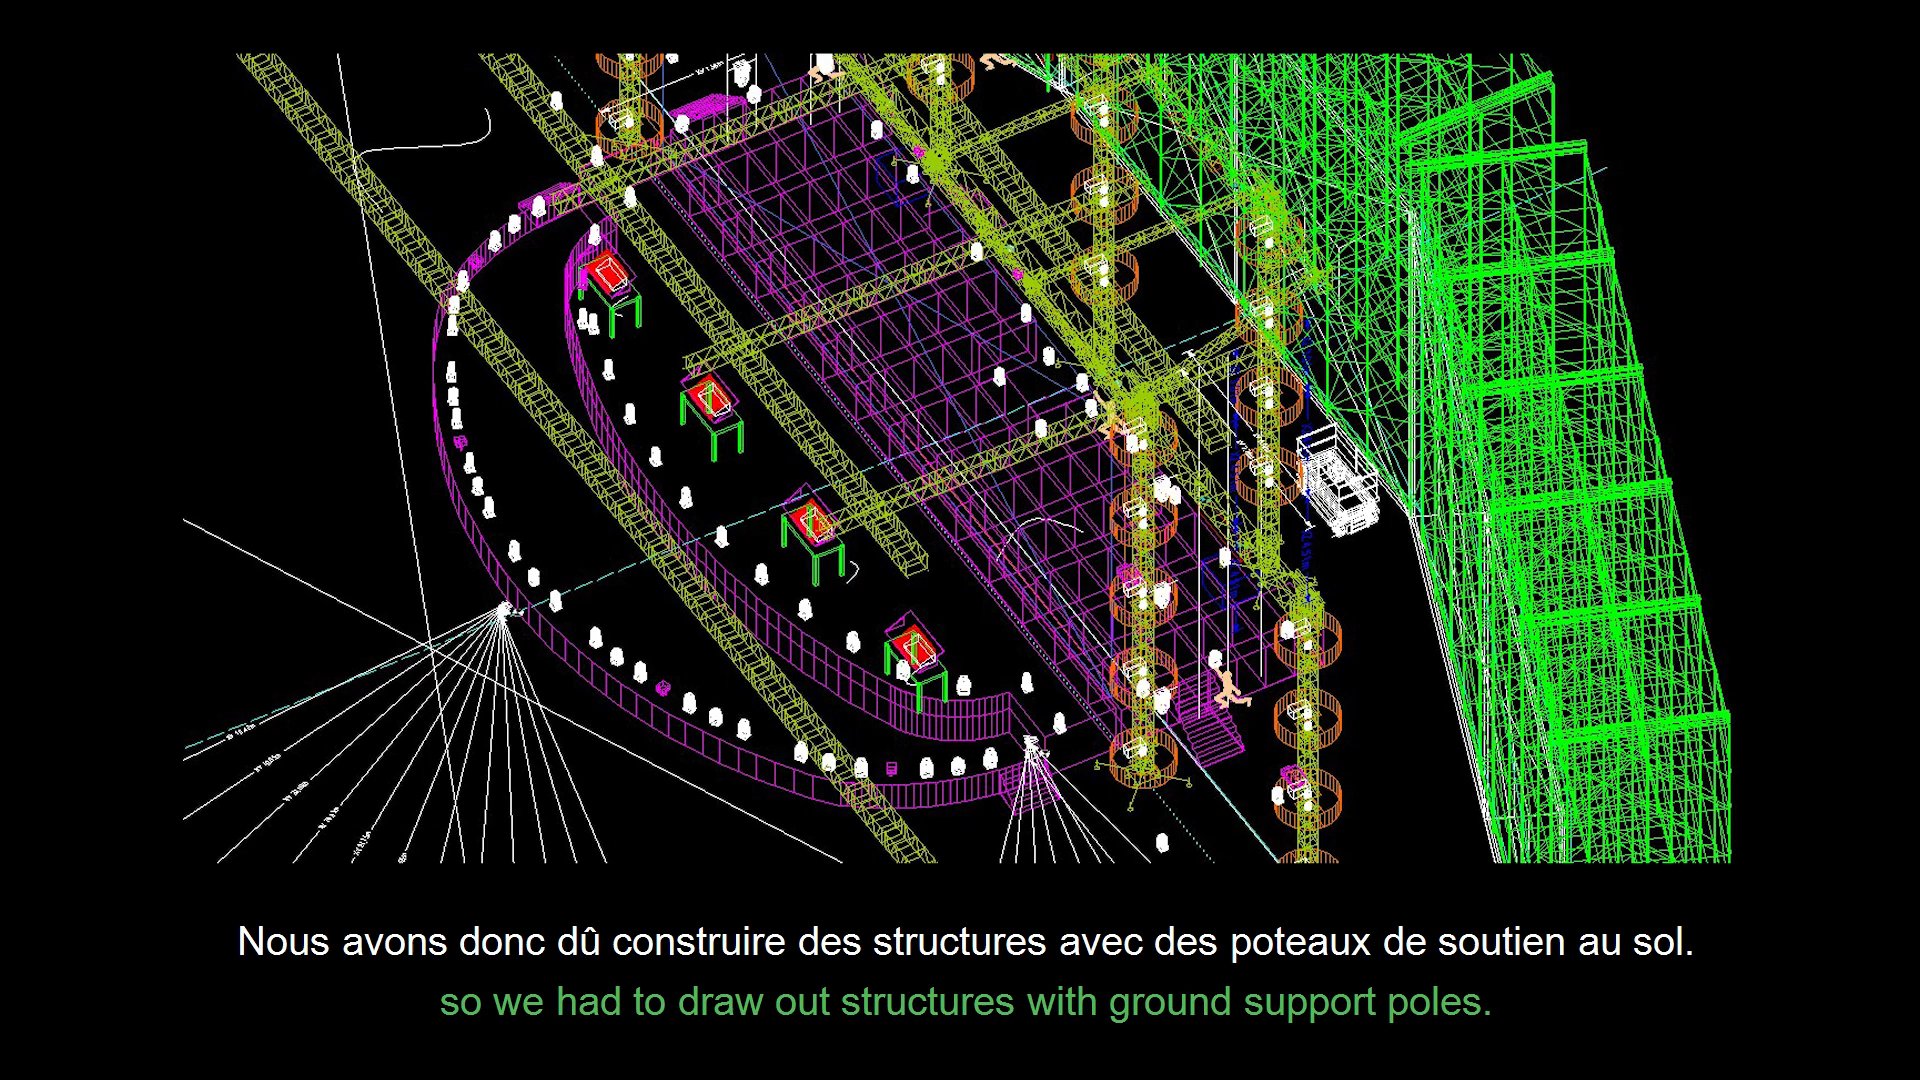 Nous avons donc dû construire des structures avec des poteaux de soutien au sol.
so we had to draw out structures with ground support poles.